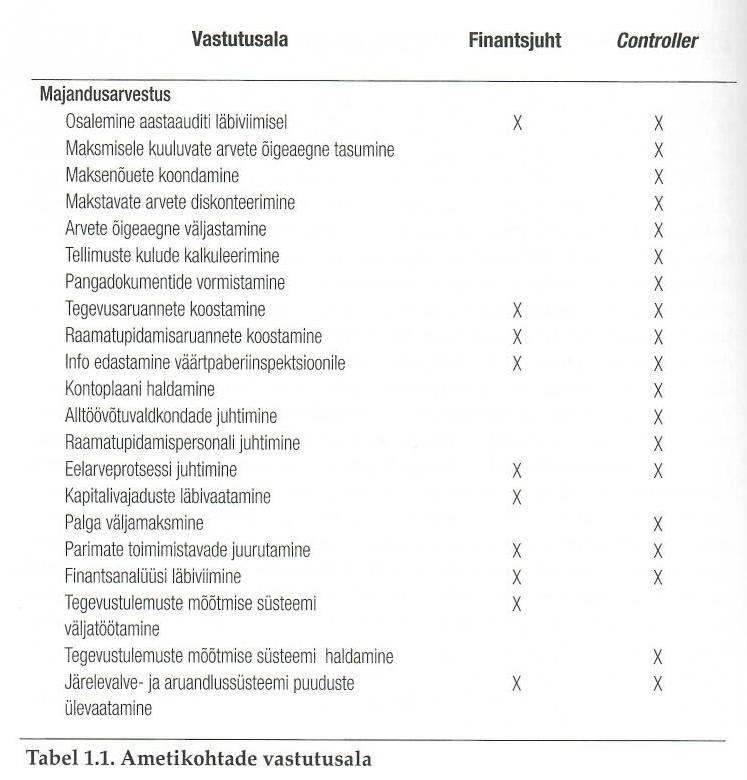 Vastutusala Finantsjuht Controller
Majandusarvestus
Osalemine aastaauditi läbiviimisel X X
Maksmisele kuuluvate arvete õigeaegne tasumine X
Maksenõuete koondamine X
Makstavate arvete diskonteerimine X
Arvete õigeaegne väljastamine X
Tellimuste kulude kalkuleerimine X
Pangadokumentide vormistamine X
Tegevusaruannete koostamine X X
Raamatupidamisaruannete koostamine X X
Info edastamine väärtpaberiinspektsioonile X X
Kontoplaani haldamine X
Alltöövõtuvaldkondade juhtimine X
Raamatupidamispersonali juhtimine X
Eelarveprotsessi juhtimine X X
Kapitalivajaduste läbivaatamine X
Palga väljamaksmine X
Parimate toimimistavade juurutamine X X
Finantsanalüüsi läbiviimine X X
Tegevustulemuste mõõtmise süsteemi X
väljatöötamine
Tegevustulemuste mõõtmise süsteemi haldamine X
Järelevalve- ja aruandlussüsteemi puuduste X X
ülevaatamine
Tabel 1.1. Ametikohtade vastutusala